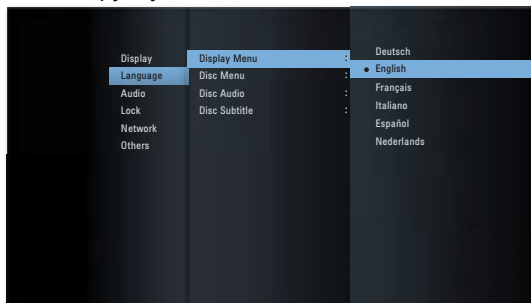 Display
Language
Audio
Lock
Network
Others
Display Menu :
Disc Menu :
Disc Audio :
Disc Subtitle :
Deutsch
• English
Français
Italiano
Español
Nederlands